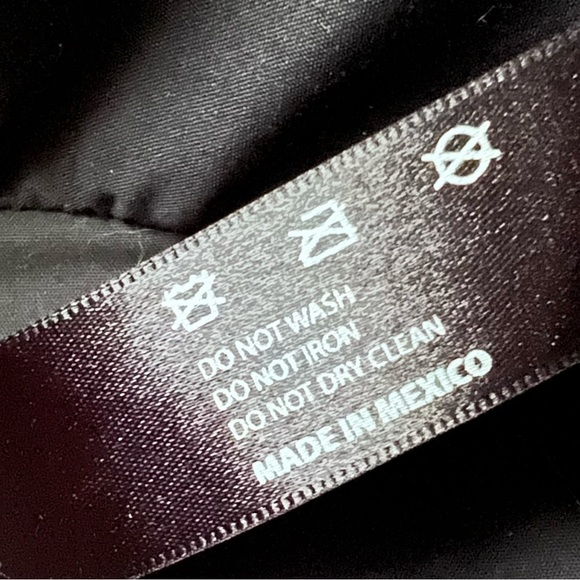 DO NOT WASH
DO NOT IRON
DO NOT DRY CLEAN
MADE IN MEXICO